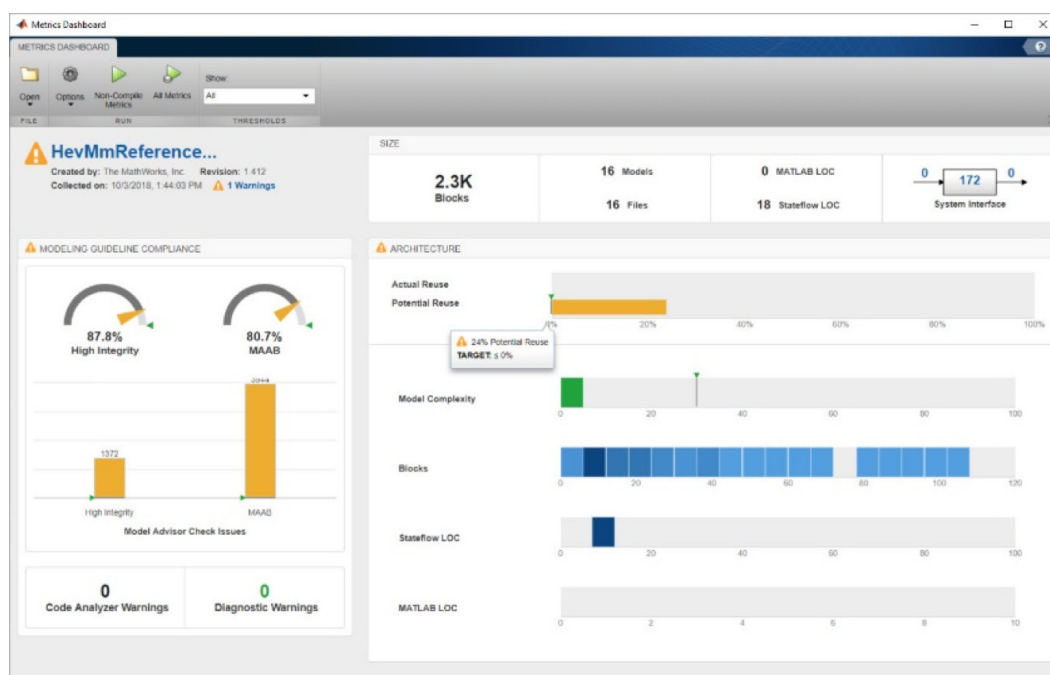 Metrics Dashboard
METRICS DASHBOARD
Open
Options
Non-Compile Metrics
All Metrics
Show:
All
FILE
RUN
THRESHOLDS
HevMmReference...
Created by: The MathWorks, Inc. Revision: 1.412
Collected on: 10/3/2018, 1:44:03 PM 1 Warnings
SIZE
2.3K
Blocks
16 Models
16 Files
0 MATLAB LOC
18 Stateflow LOC
0 172 0
System Interface
MODELING GUIDELINE COMPLIANCE
87.8%
High Integrity
80.7%
MAAB
1372
High Integrity
MAAB
Model Advisor Check Issues
0
Code Analyzer Warnings
0
Diagnostic Warnings
ARCHITECTURE
Actual Reuse
Potential Reuse
0% 20% 40% 60% 80% 100%
24% Potential Reuse
TARGET: ≤ 0%
Model Complexity
0 20 40 60 80 100
Blocks
0 20 40 60 80 100 120
Stateflow LOC
0 20 40 60 80 100
MATLAB LOC
0 2 4 6 8 10